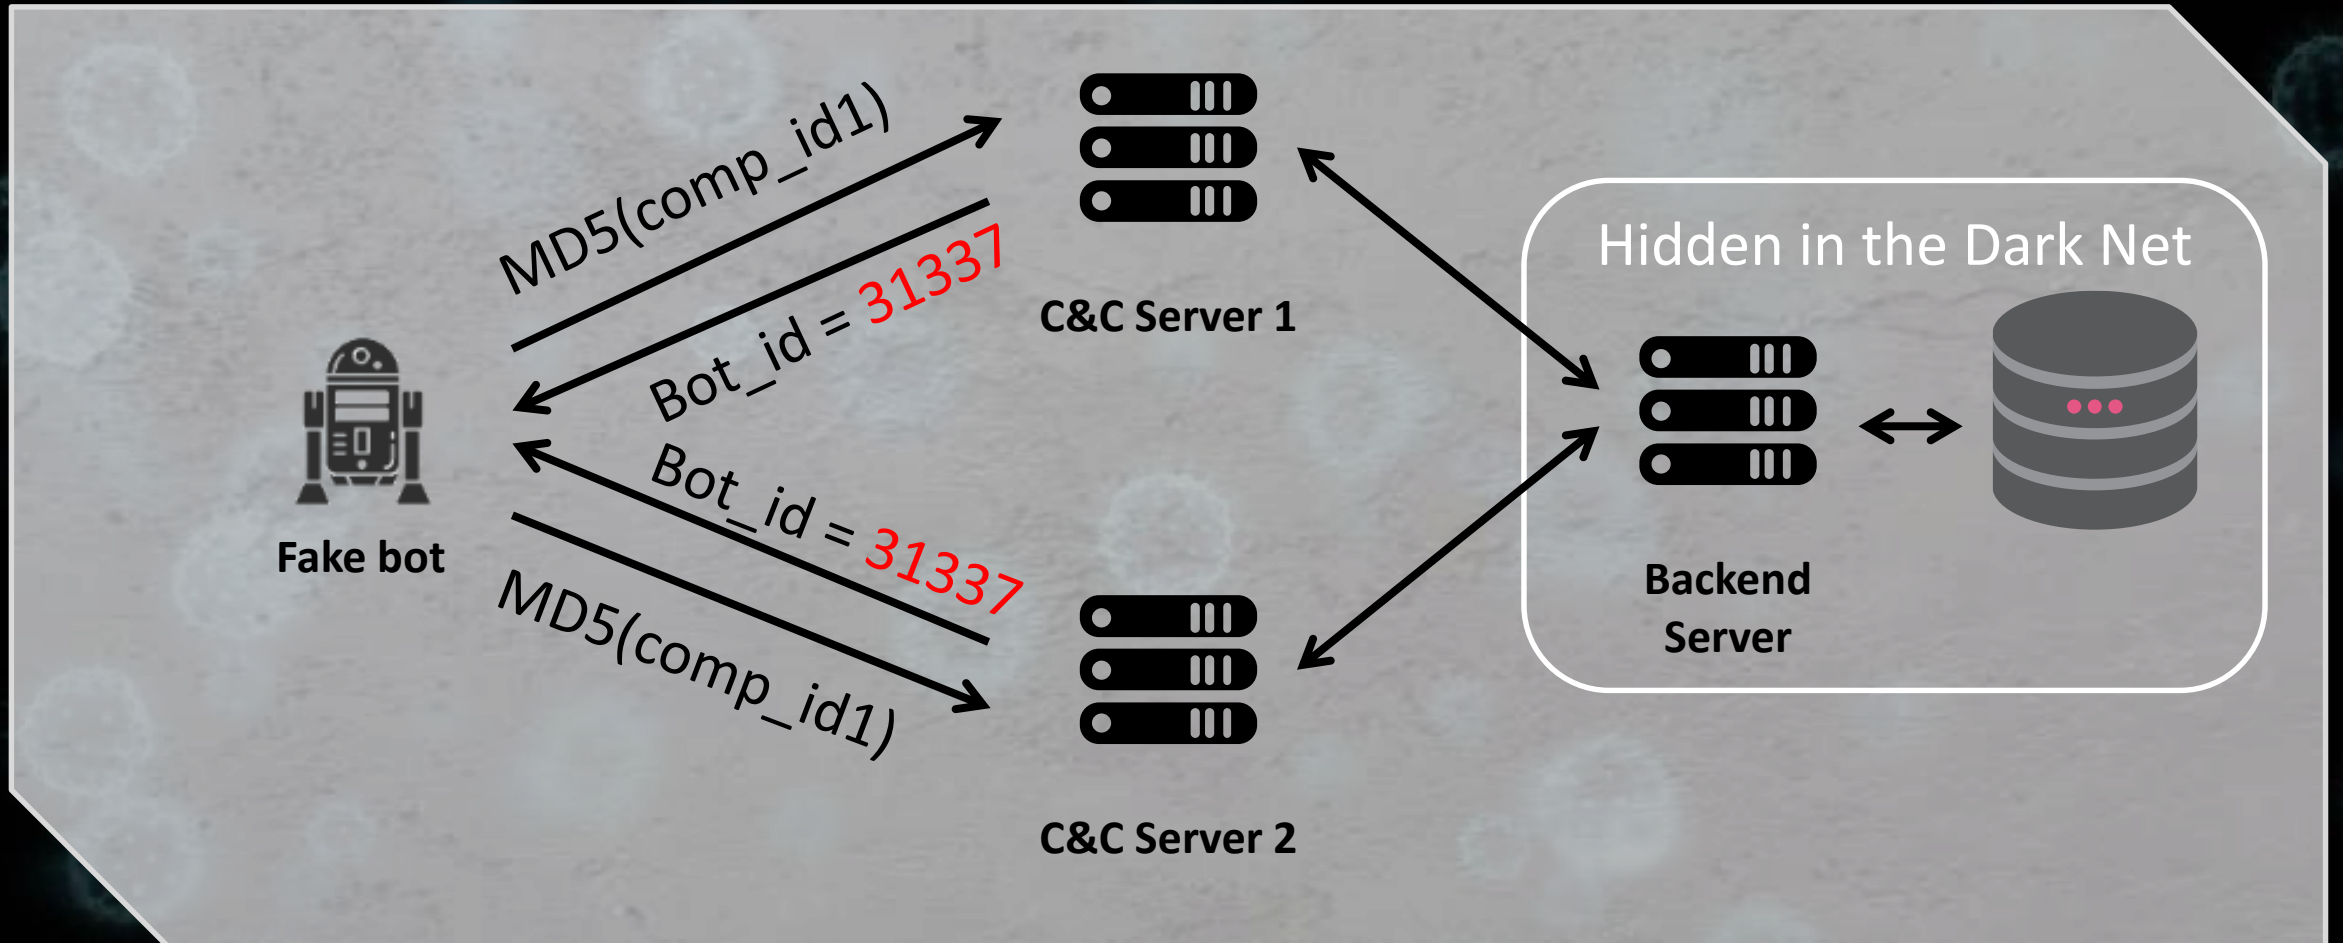 MD5(comp_id1)
Bot_id = 31337
C&C Server 1
Hidden in the Dark Net
Fake bot
Bot_id = 31337
MD5(comp_id1)
C&C Server 2
Backend
Server